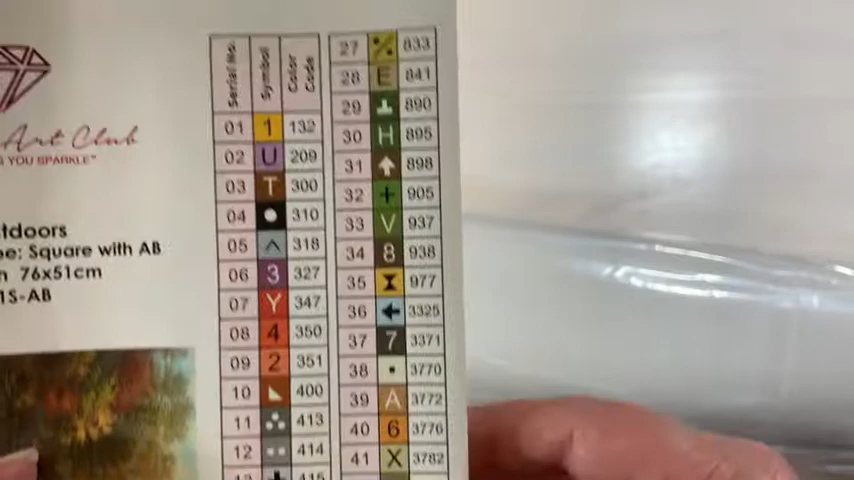 Art Club
S YOU SPARKLE™
tdoors
e: Square with AB
76x51cm
1S-AB
Serial No. Symbol Color Code
01 1 132
02 U 209
03 T 300
04 310
05 318
06 3 327
07 Y 347
08 4 350
09 2 351
10 400
11 413
12 414
415
27 833
28 E 841
29 890
30 H 895
31 898
32 + 905
33 V 937
34 8 938
35 977
36 3325
37 7 3371
38 3770
39 A 3772
40 6 3776
41 X 3782